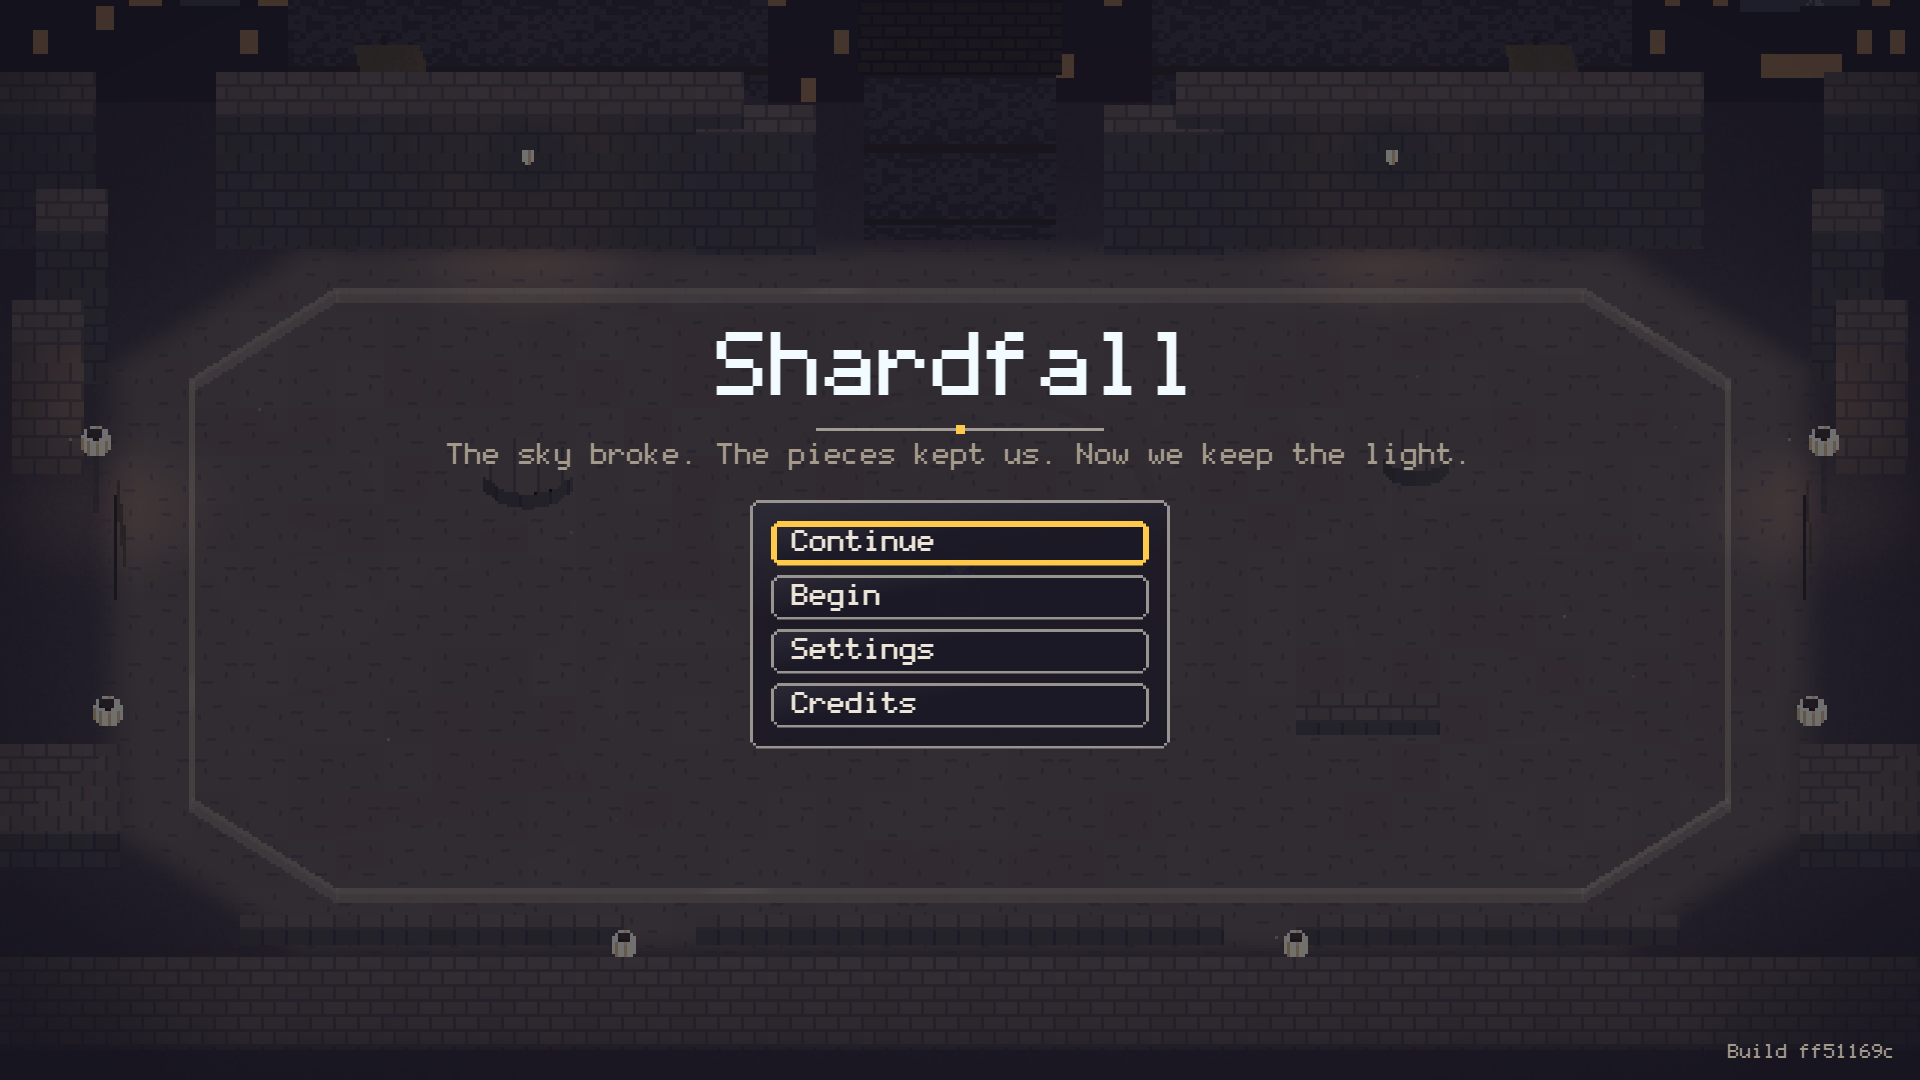 Shardfall
The sky broke. The pieces kept us. Now we keep the light.
Continue
Begin
Settings
Credits
Build ff51169c